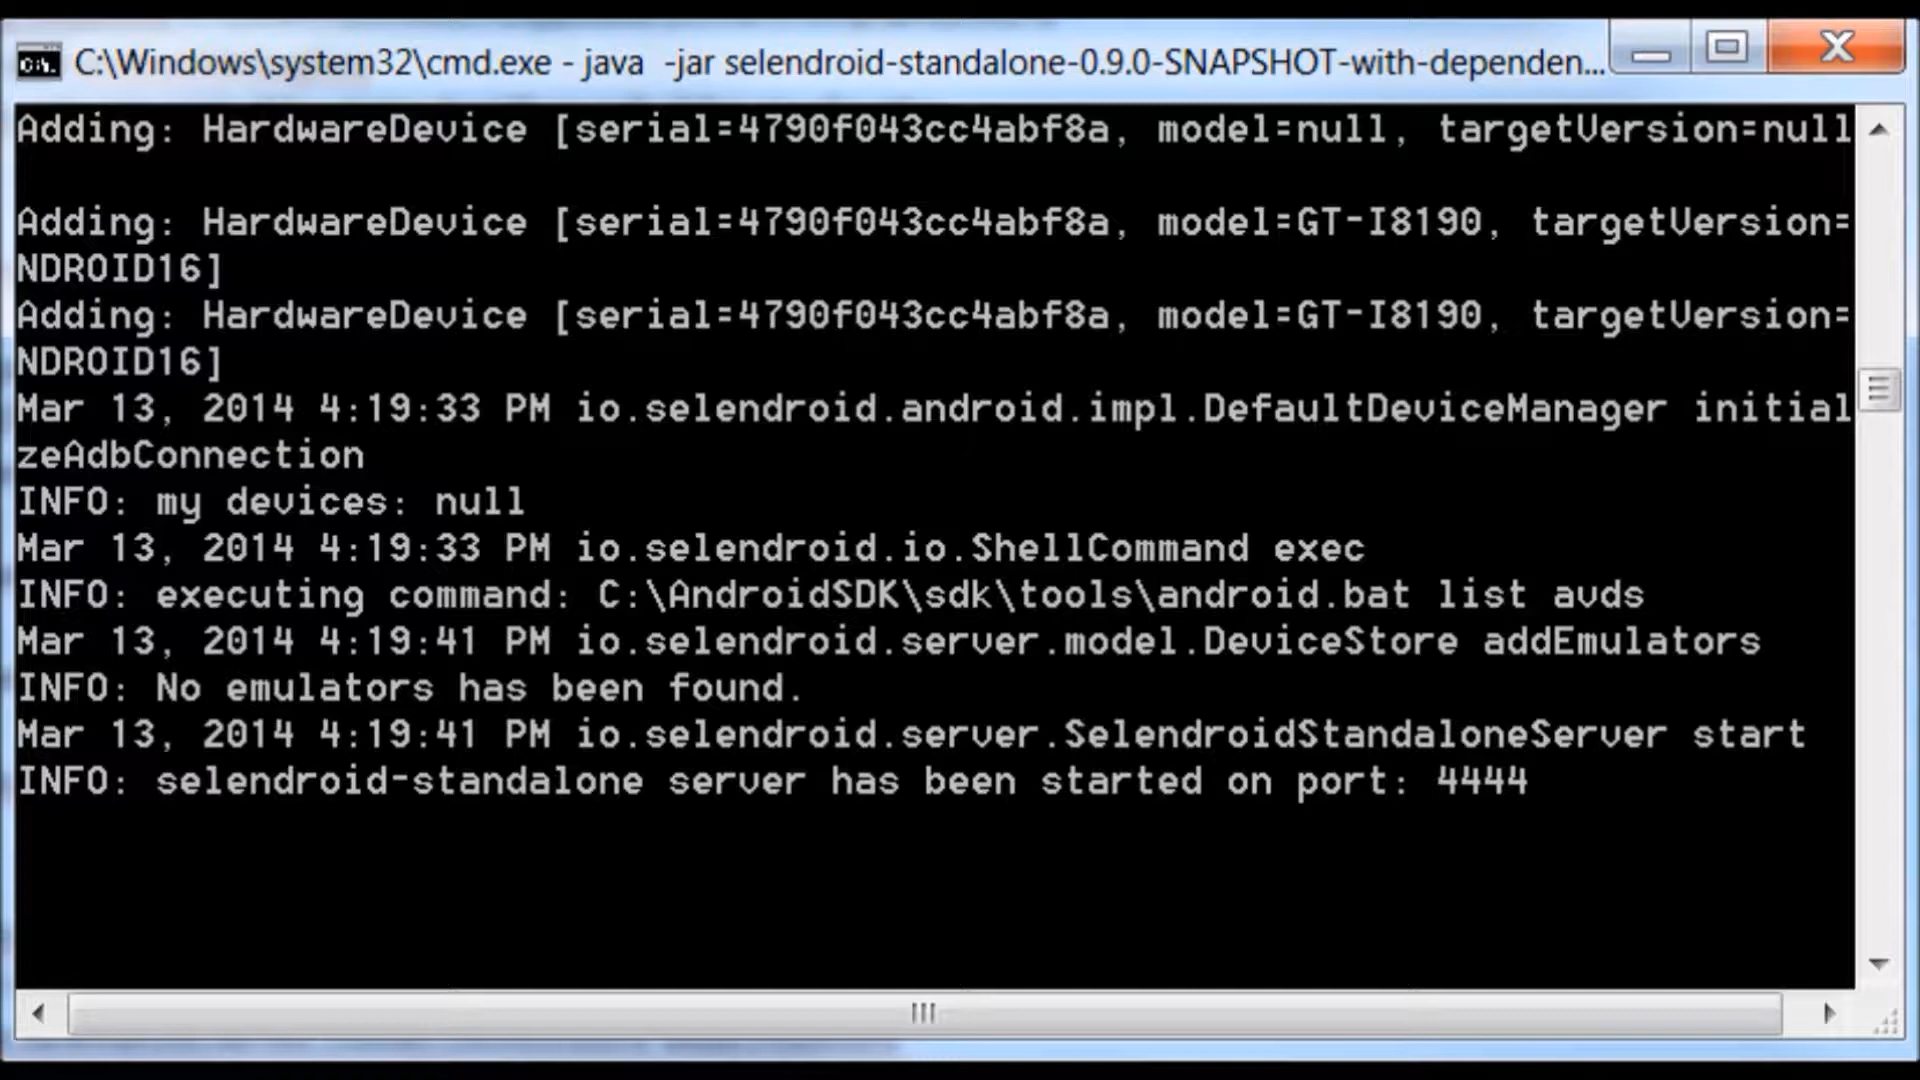 C:\Windows\system32\cmd.exe - java  -jar selendroid-standalone-0.9.0-SNAPSHOT-with-dependen...
Adding: HardwareDevice [serial=4790f043cc4abf8a, model=null, targetVersion=null
Adding: HardwareDevice [serial=4790f043cc4abf8a, model=GT-I8190, targetVersion=
NDROID16]
Adding: HardwareDevice [serial=4790f043cc4abf8a, model=GT-I8190, targetVersion=
NDROID16]
Mar 13, 2014 4:19:33 PM io.selendroid.android.impl.DefaultDeviceManager initial
zeAdbConnection
INFO: my devices: null
Mar 13, 2014 4:19:33 PM io.selendroid.io.ShellCommand exec
INFO: executing command: C:\AndroidSDK\sdk\tools\android.bat list avds
Mar 13, 2014 4:19:41 PM io.selendroid.server.model.DeviceStore addEmulators
INFO: No emulators has been found.
Mar 13, 2014 4:19:41 PM io.selendroid.server.SelendroidStandaloneServer start
INFO: selendroid-standalone server has been started on port: 4444